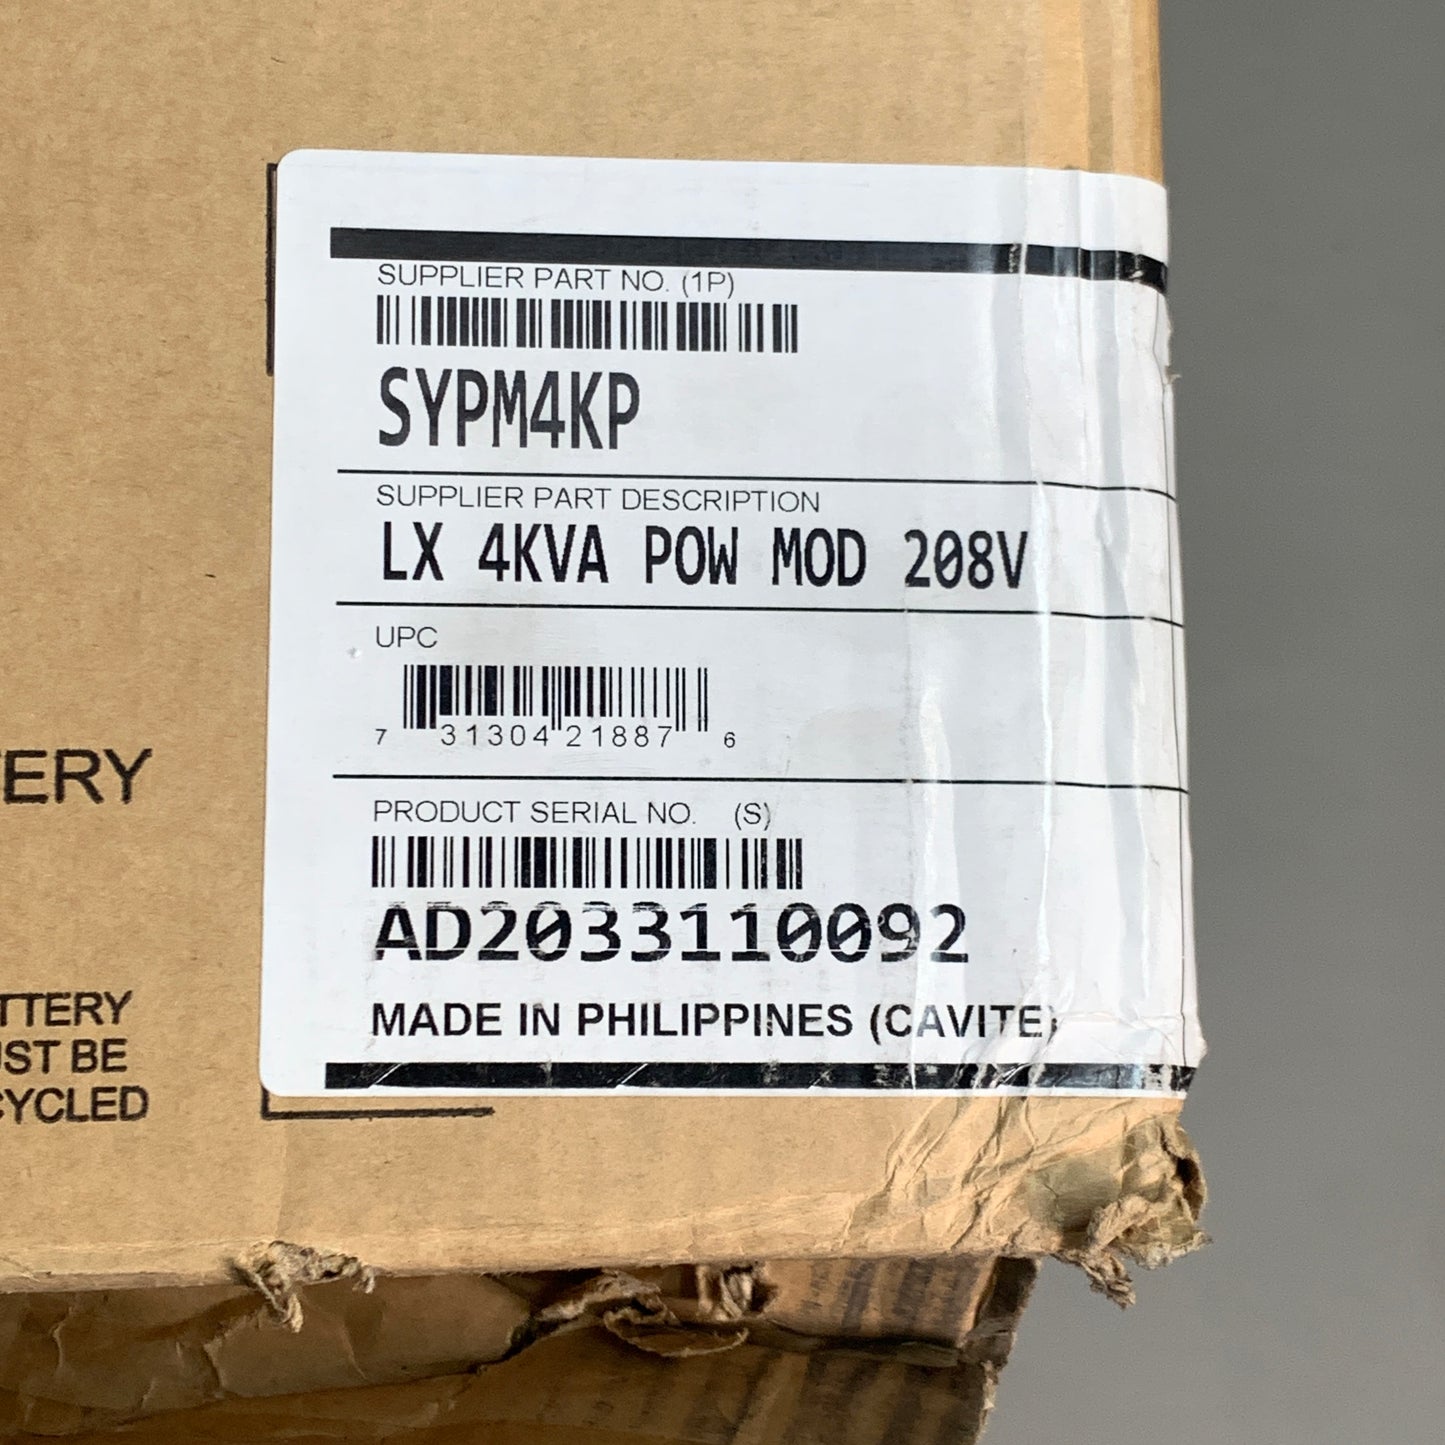 SUPPLIER PART NO. (1P)
SYPM4KP
SUPPLIER PART DESCRIPTION
LX 4KVA POW MOD 208V
UPC
7 31304 21887 6
PRODUCT SERIAL NO. (S)
AD2033110092
MADE IN PHILIPPINES (CAVITE)
ERY
TTERY
UST BE
CYCLED